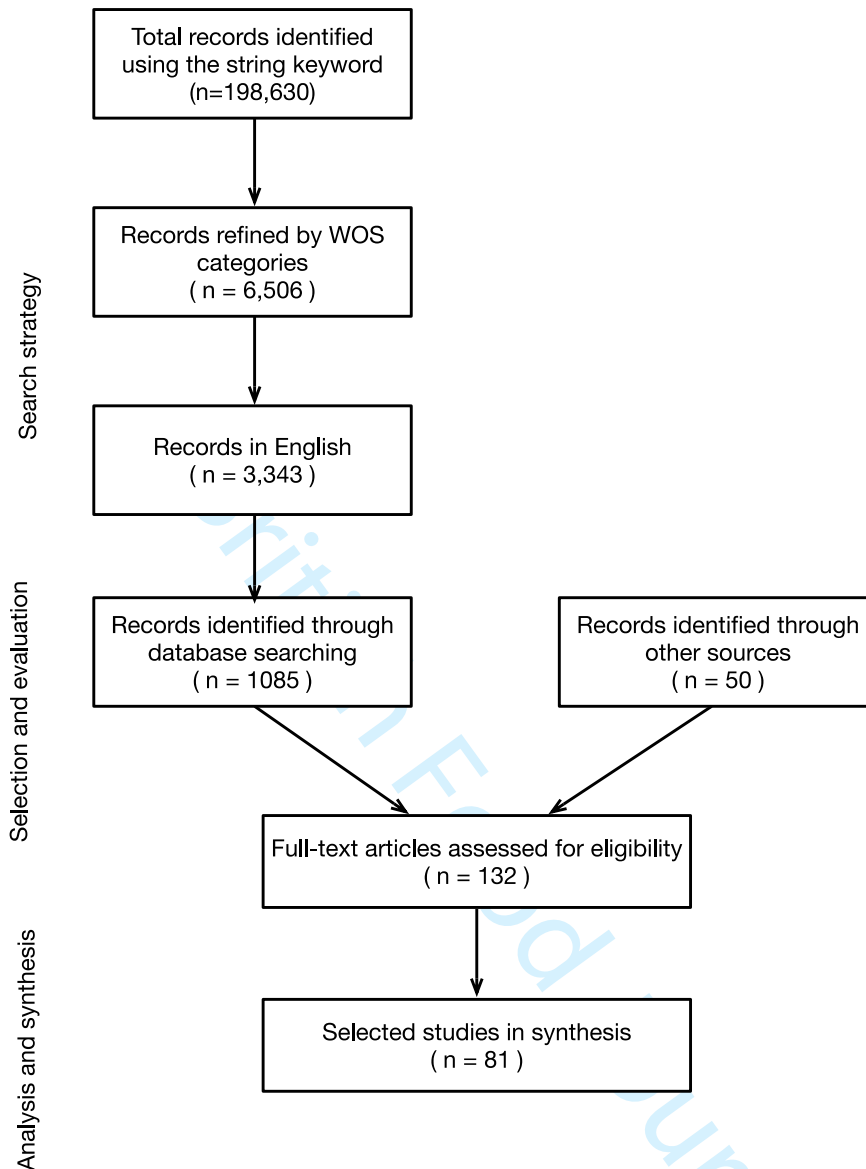 Total records identified
using the string keyword
(n=198,630)
Records refined by WOS
categories
( n = 6,506 )
Search strategy
Records in English
( n = 3,343 )
Records identified through
database searching
( n = 1085 )
Records identified through
other sources
( n = 50 )
Selection and evaluation
Full-text articles assessed for eligibility
( n = 132 )
Selected studies in synthesis
( n = 81 )
Analysis and synthesis